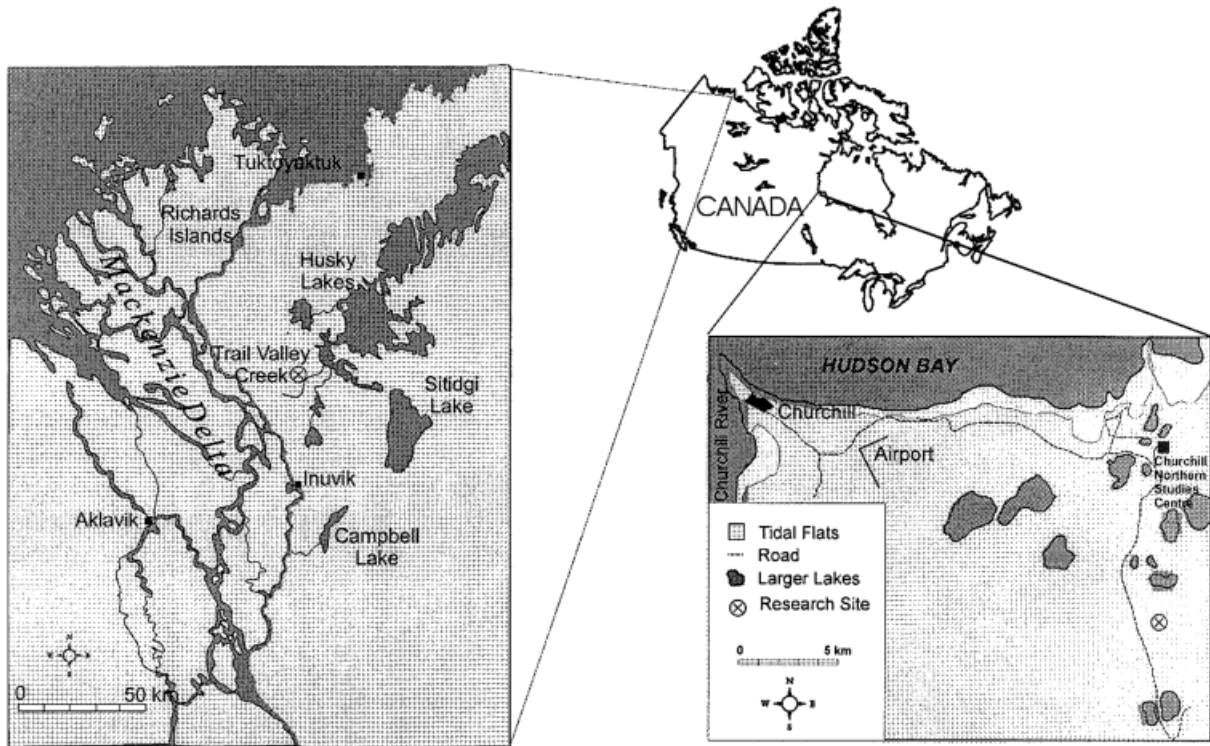 Tuktoyaktuk
Richards
Islands
Husky
Lakes
Mackenzie Delta
Trail Valley
Creek
Sitidgi
Lake
Inuvik
Aklavik
Campbell
Lake
N
W E
S
0 50 km
CANADA
HUDSON BAY
Churchill River
Churchill
Airport
Churchill
Northern
Studies
Centre
Tidal Flats
Road
Larger Lakes
Research Site
0 5 km
N
W E
S